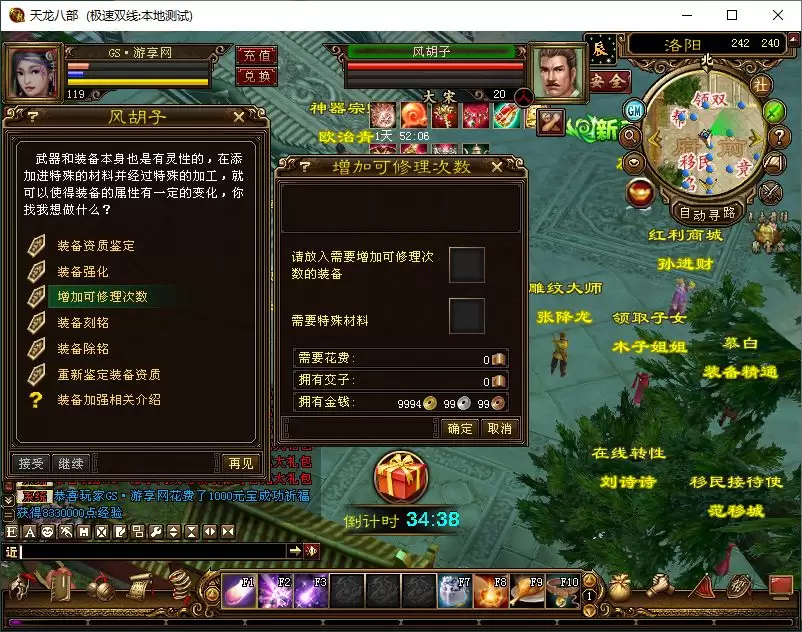 天龙八部 (极速双线:本地测试)
GS·游享网
119
充值
兑换
风胡子
20
辰
安全
洛阳
242 240
北
社
GM
领双
移民
自动寻路
大宋
欧治青
1天 52:06
风胡子
武器和装备本身也是有灵性的,在添
加进特殊的材料并经过特殊的加工,就
可以使得装备的属性有一定的变化,你
找我想做什么?
装备资质鉴定
装备强化
增加可修理次数
装备刻铭
装备除铭
重新鉴定装备资质
装备加强相关介绍
接受
继续
再见
增加可修理次数
请放入需要增加可修理次
数的装备
需要特殊材料
需要花费: 0
拥有交子: 0
拥有金钱: 9994 99 99
确定
取消
红利商城
孙进财
雕纹大师
张降龙
领取子女
木子姐姐
慕白
装备精通
在线转性
刘诗诗
移民接待使
范移城
大礼包
大礼包
恭喜玩家GS·游享网花费了1000元宝成功祈福
获得8330000点经验
倒计时 34:38
近
F1
F2
F3
F7
F8
F9
F10
1